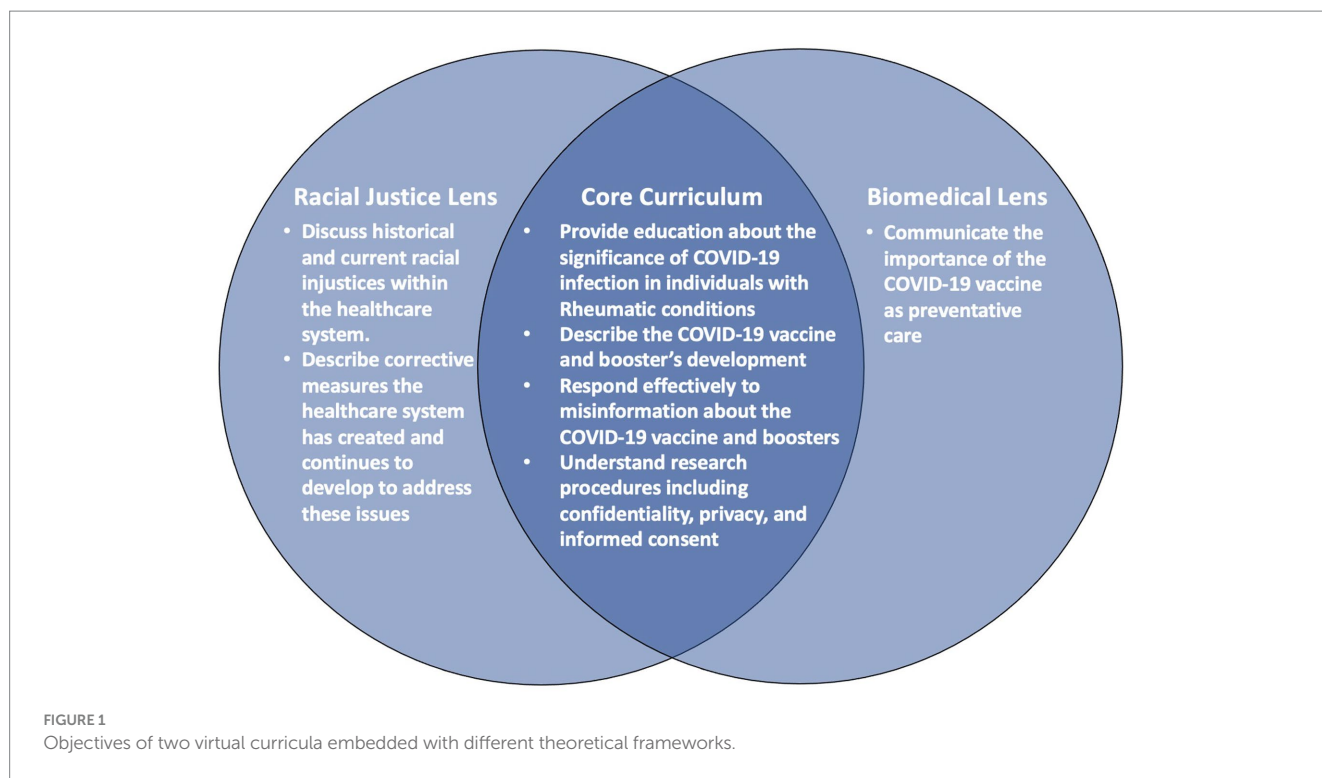 Racial Justice Lens
• Discuss historical
and current racial
injustices within
the healthcare
system.
• Describe corrective
measures the
healthcare system
has created and
continues to
develop to address
these issues
Core Curriculum
• Provide education about the
significance of COVID-19
infection in individuals with
Rheumatic conditions
• Describe the COVID-19 vaccine
and booster’s development
• Respond effectively to
misinformation about the
COVID-19 vaccine and boosters
• Understand research
procedures including
confidentiality, privacy, and
informed consent
Biomedical Lens
• Communicate the
importance of the
COVID-19 vaccine
as preventative
care
FIGURE 1
Objectives of two virtual curricula embedded with different theoretical frameworks.